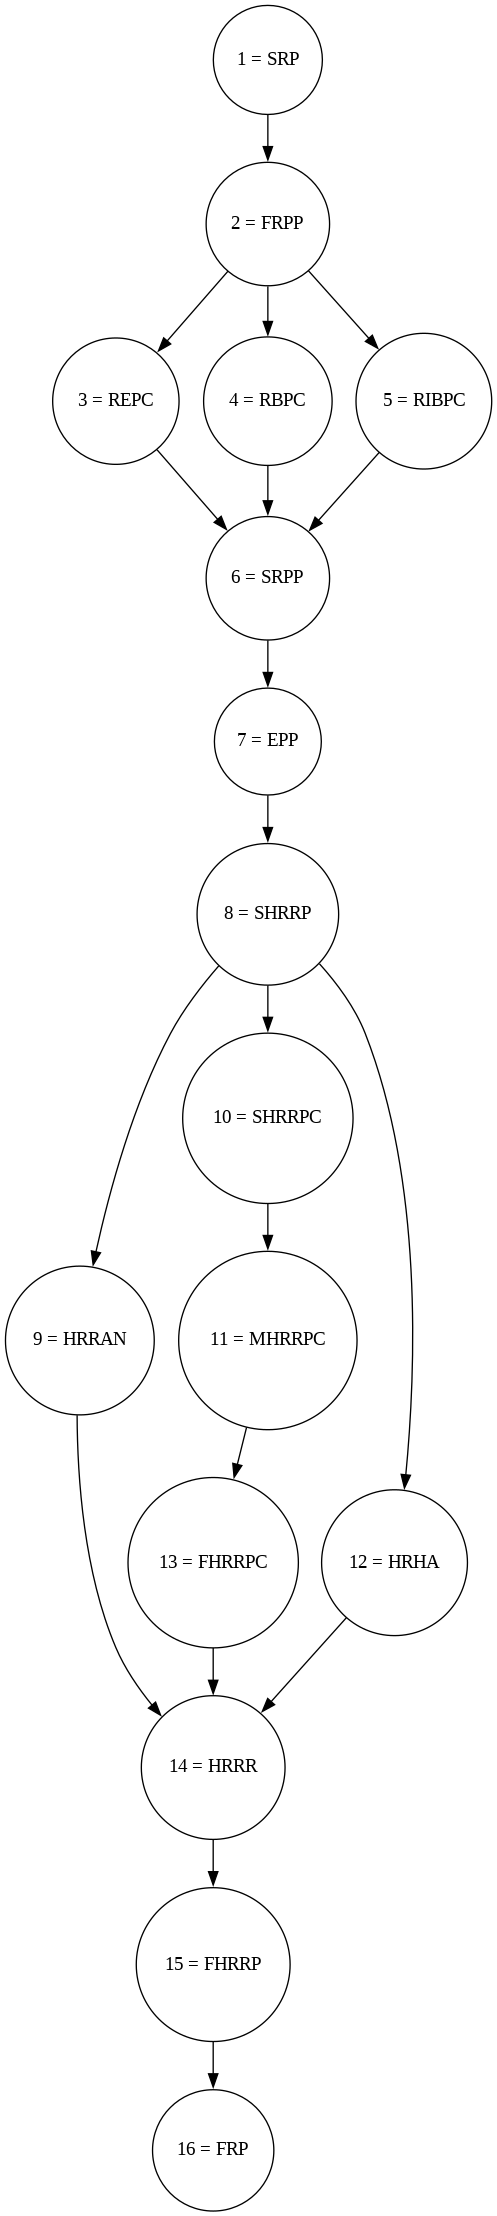 1 = SRP
2 = FRPP
3 = REPC
4 = RBPC
5 = RIBPC
6 = SRPP
7 = EPP
8 = SHRRP
10 = SHRRPC
9 = HRRAN
11 = MHRRPC
13 = FHRRPC
12 = HRHA
14 = HRRR
15 = FHRRP
16 = FRP